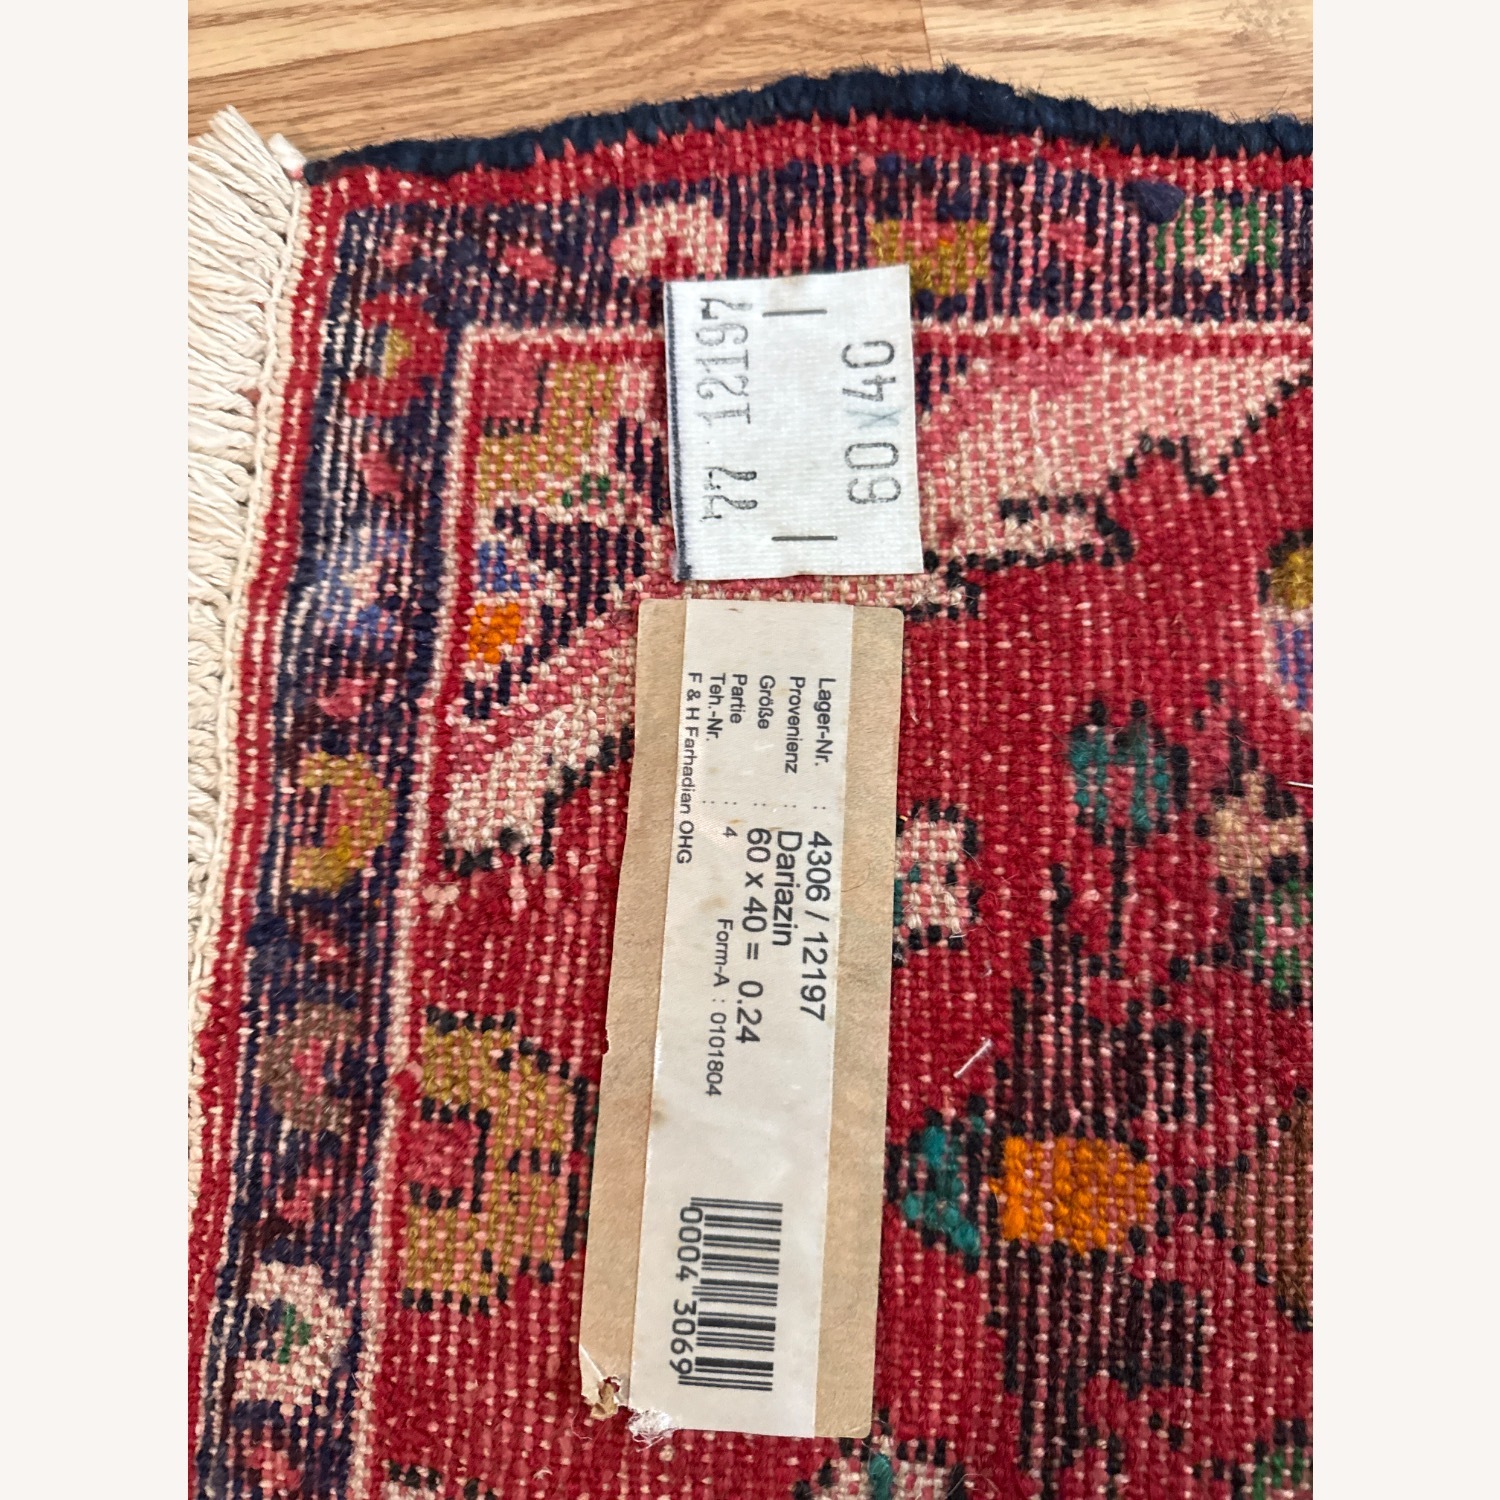 60X40
12197
77
Lager-Nr. : 4306 / 12197
Provenienz : Dariazin
Größe : 60 x 40 = 0.24
Partie : 4 Form-A : 0101804
Teh.-Nr. :
F & H Farhadian OHG
0004 3069